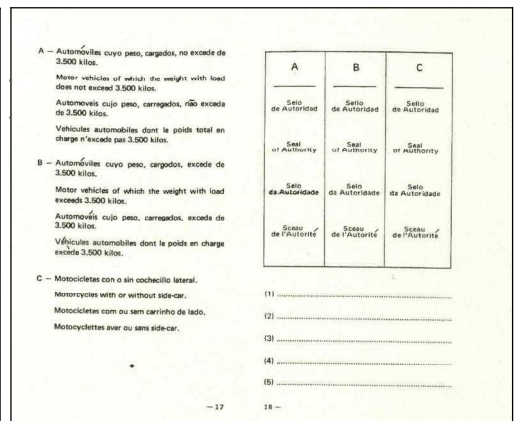 A – Automóviles cuyo peso, cargados, no excede de
3.500 kilos.
Motor vehicles of which the weight with load
does not exceed 3.500 kilos.
Automoveis cujo peso, carregados, não exceda
de 3.500 kilos.
Vehicules automobiles dont le poids total en
charge n'excede pas 3.500 kilos.
B – Automóviles cuyo peso, cargodos, excede de
3.500 kilos.
Motor vehicles of which the weight with load
exceeds 3.500 kilos.
Automoveís cujo peso, carregados, exceda de
3.500 kilos.
Véhicules automobiles dont le poids en charge
excède 3.500 kilos.
C – Motocicletas con o sin cochecillo lateral.
Motorcycles with or without side-car.
Motocicletas com ou sem carrinho de lado.
Motocyclettes aver ou sans side-car.
–17
A B C
Selo Sello Sello
de Autoridad de Autoridad de Autoridad
Seal Seal Seal
of Authority of Authority of Authority
Selo Selo Selo
da Autoridade da Autoridade da Autoridade
Sceau Sceau Sceau
de l'Autorité de l'Autorité de l'Autorité
(1)
(2)
(3)
(4)
(5)
18 –